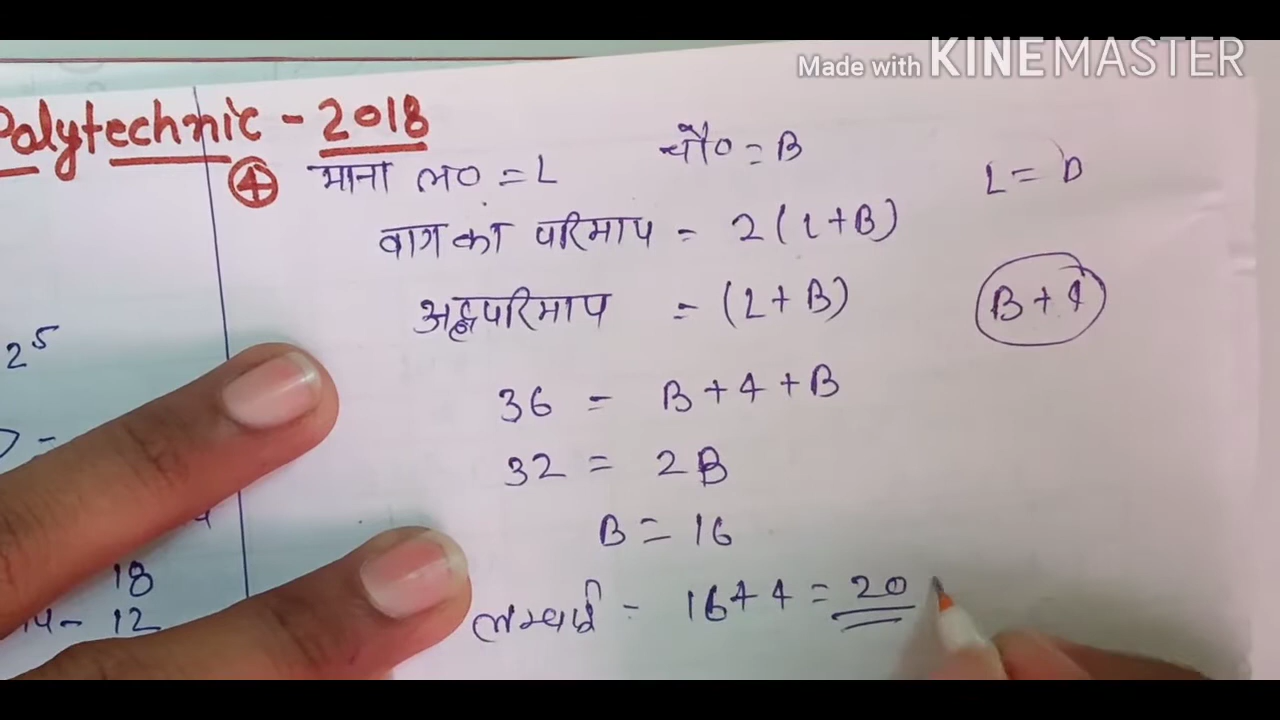 Made with KINEMASTER
Polytechnic - 2018
④ माना ल० = L चौ० = B
L = B
बाग का परिमाप = 2(L+B)
अर्द्धपरिमाप = (L+B)
B + 4
36 = B + 4 + B
32 = 2B
B = 16
लम्बाई = 16+4 = 20
2⁵
18
12